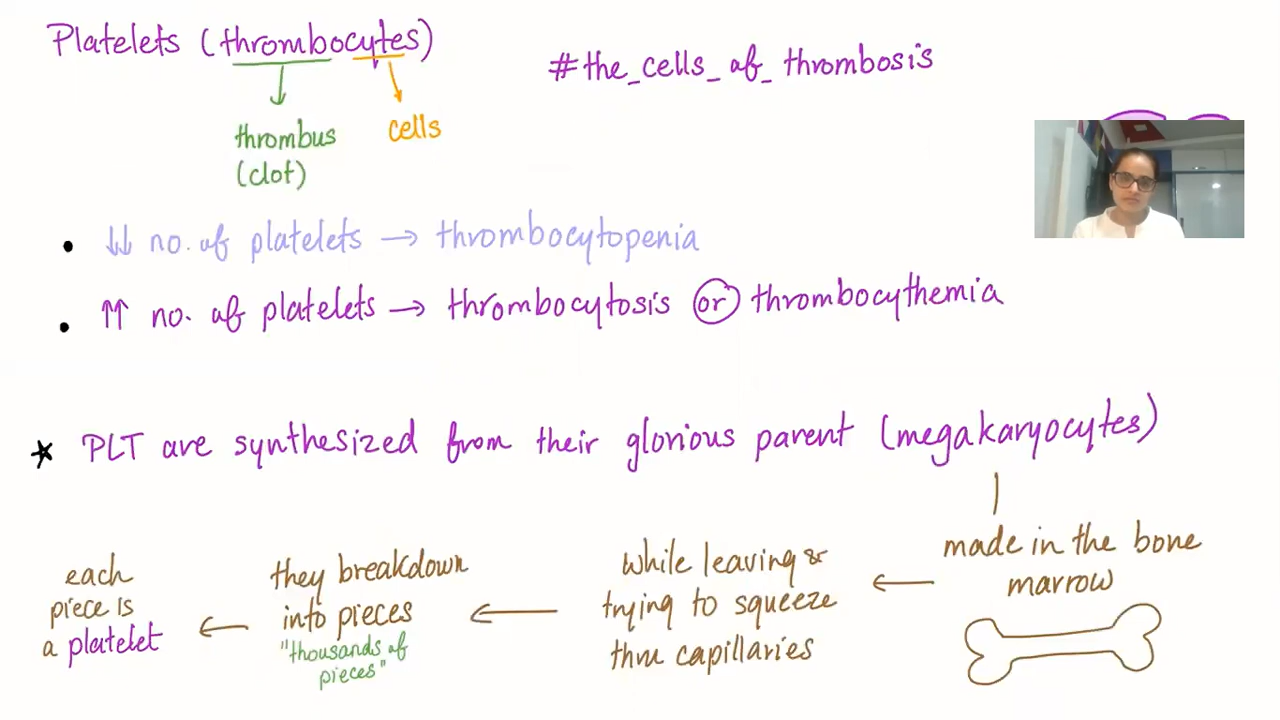 Platelets (thrombocytes)
#the_cells_of_thrombosis
thrombus
(clot)
cells
• ↓↓ no. of platelets → thrombocytopenia
• ↑↑ no. of platelets → thrombocytosis or thrombocythemia
★ PLT are synthesized from their glorious parent (megakaryocytes)
made in the bone
marrow
while leaving &
trying to squeeze
thru capillaries
they breakdown
into pieces
"thousands of
pieces"
each
piece is
a platelet